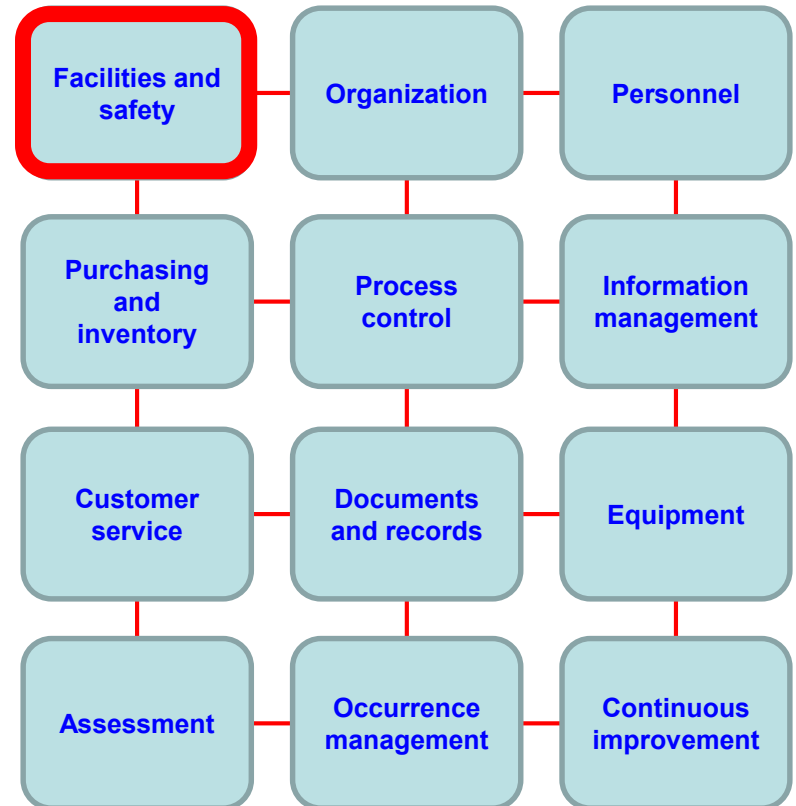 Facilities and
safety
Organization
Personnel
Purchasing
and
inventory
Process
control
Information
management
Customer
service
Documents
and records
Equipment
Assessment
Occurrence
management
Continuous
improvement